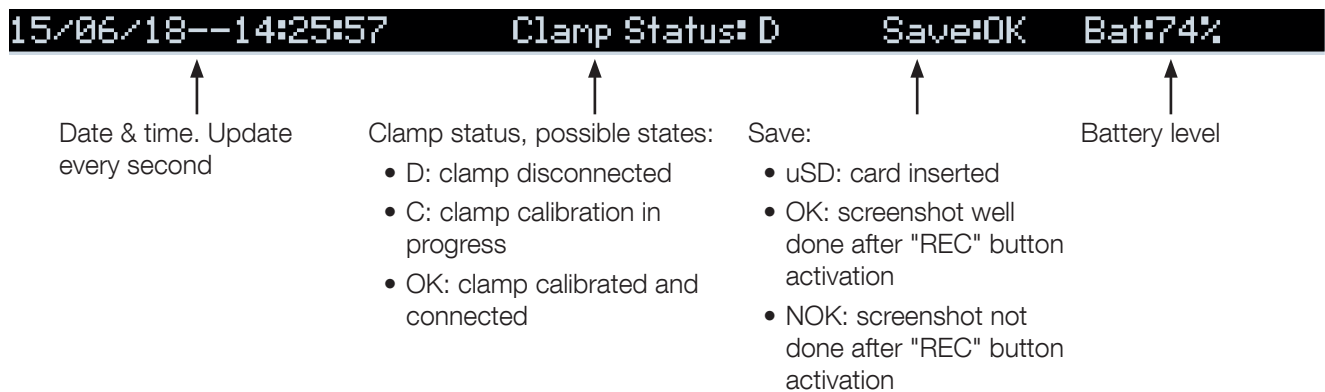 15/06/18--14:25:57 Clamp Status: D Save:OK Bat:74%
Date & time. Update
every second
Clamp status, possible states:
• D: clamp disconnected
• C: clamp calibration in
progress
• OK: clamp calibrated and
connected
Save:
• uSD: card inserted
• OK: screenshot well
done after "REC" button
activation
• NOK: screenshot not
done after "REC" button
activation
Battery level